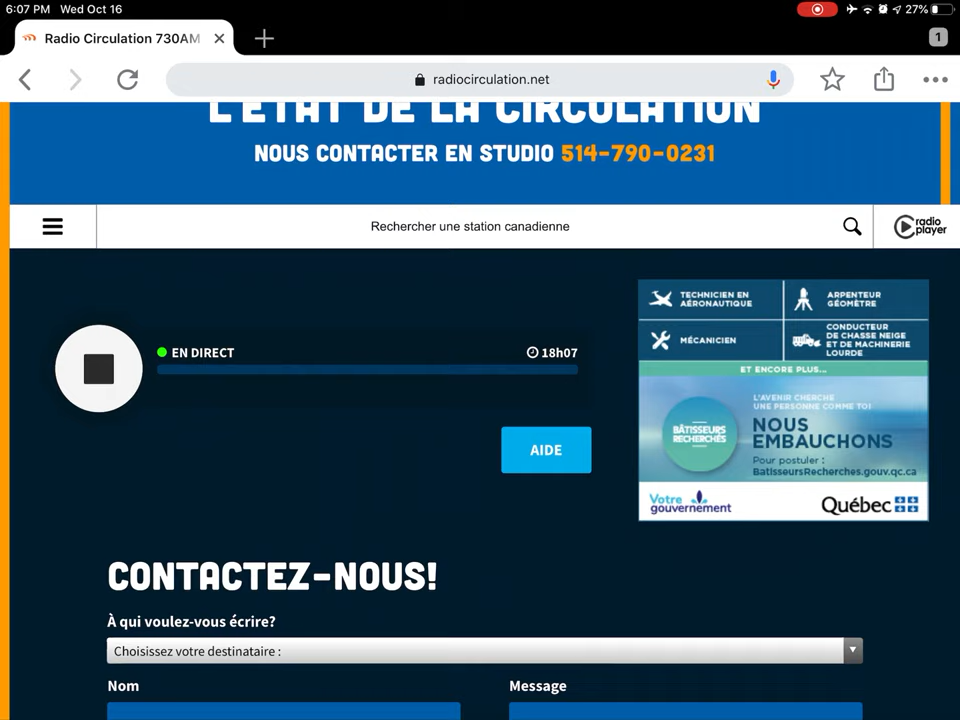 6:07 PM Wed Oct 16
27%
Radio Circulation 730AM
1
radiocirculation.net
L'ÉTAT DE LA CIRCULATION
NOUS CONTACTER EN STUDIO 514-790-0231
Rechercher une station canadienne
radio
player
EN DIRECT
18h07
AIDE
TECHNICIEN EN
AÉRONAUTIQUE
ARPENTEUR
GÉOMÈTRE
MÉCANICIEN
CONDUCTEUR
DE CHASSE NEIGE
ET DE MACHINERIE
LOURDE
ET ENCORE PLUS...
BÂTISSEURS
RECHERCHÉS
L'AVENIR CHERCHE
UNE PERSONNE COMME TOI
NOUS
EMBAUCHONS
Pour postuler :
BatisseursRecherches.gouv.qc.ca
Votre
gouvernement
Québec
CONTACTEZ-NOUS!
À qui voulez-vous écrire?
Choisissez votre destinataire :
Nom
Message